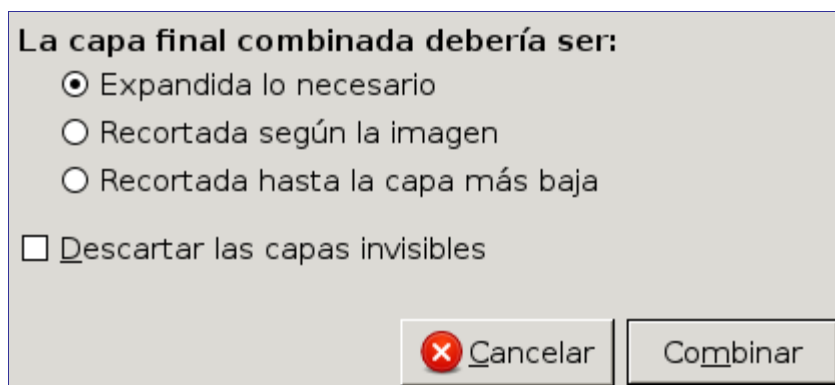 La capa final combinada debería ser:
Expandida lo necesario
Recortada según la imagen
Recortada hasta la capa más baja
Descartar las capas invisibles
Cancelar Combinar